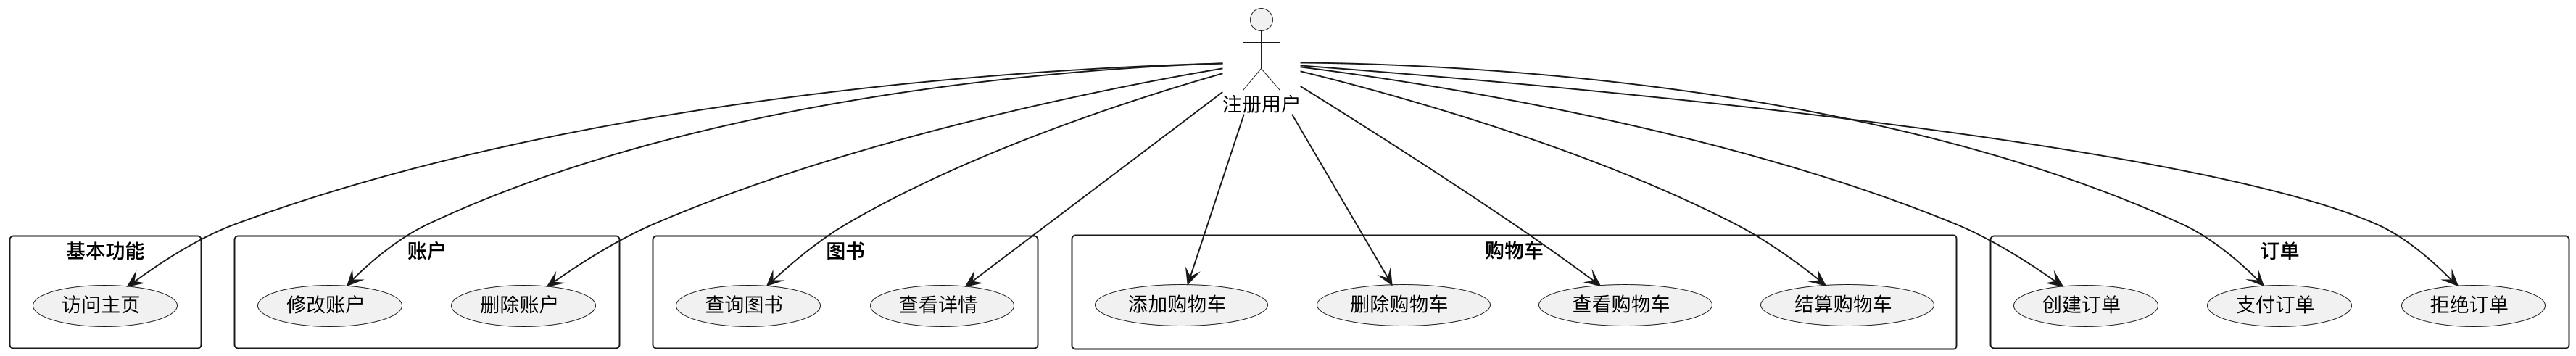 注册用户
基本功能
访问主页
账户
修改账户
删除账户
图书
查询图书
查看详情
购物车
添加购物车
删除购物车
查看购物车
结算购物车
订单
创建订单
支付订单
拒绝订单